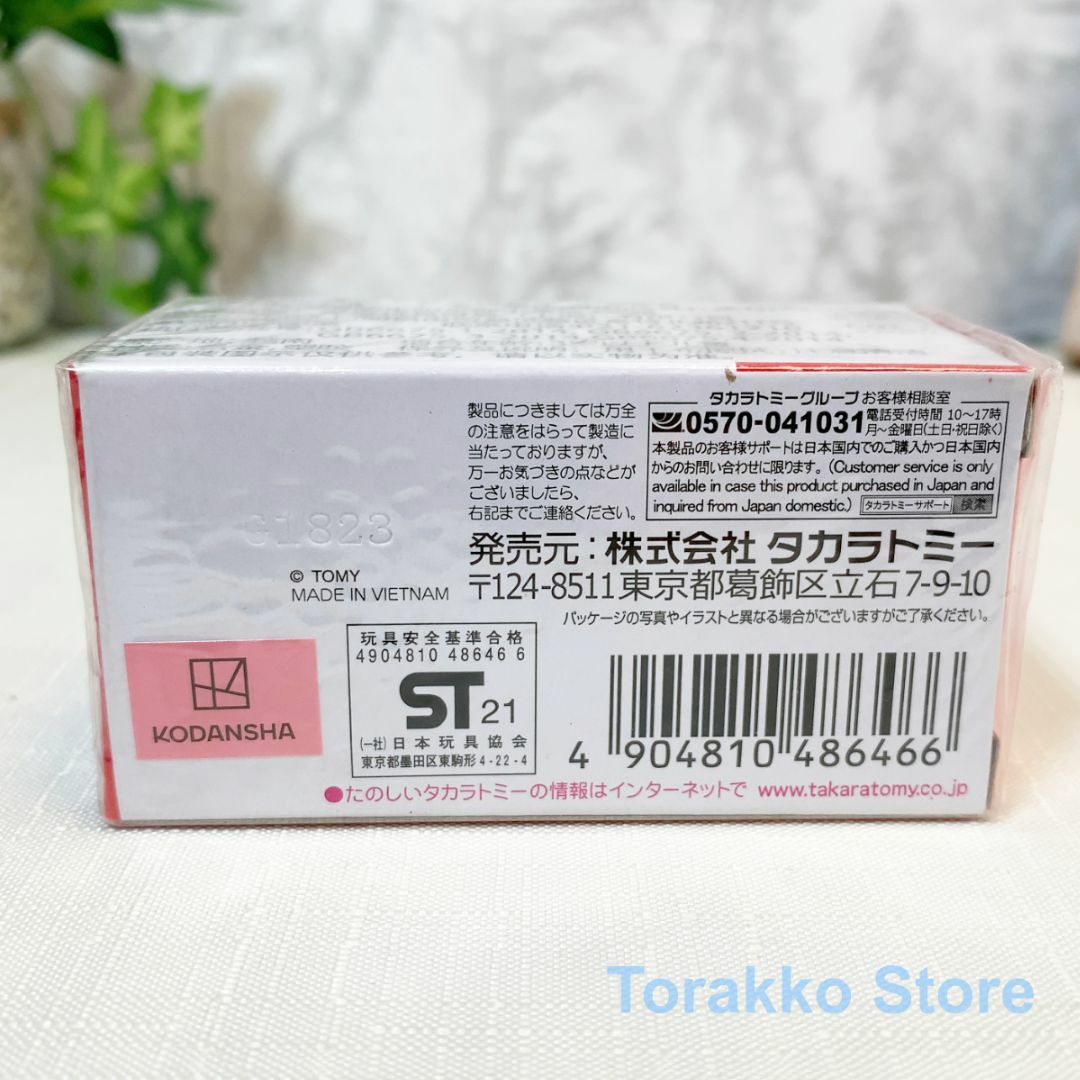 タカラトミーグループ お客様相談室
0570-041031 電話受付時間 10～17時
月～金曜日(土日・祝日除く)
本製品のお客様サポートは日本国内でのご購入かつ日本国内
からのお問い合わせに限ります。(Customer service is only
available in case this product purchased in Japan and
inquired from Japan domestic.) タカラトミーサポート 検索
製品につきましては万全
の注意をはらって製造に
当たっておりますが、
万一お気づきの点などが
ございましたら、
右記までご連絡ください。
発売元：株式会社 タカラトミー
〒124-8511 東京都葛飾区立石 7-9-10
パッケージの写真やイラストと異なる場合がございますがご了承ください。
© TOMY
MADE IN VIETNAM
KODANSHA
玩具安全基準合格
4904810 48646 6
ST 21
(一社)日本玩具協会
東京都墨田区東駒形 4-22-4
4 904810 486466
●たのしいタカラトミーの情報はインターネットで www.takaratomy.co.jp
Torakko Store